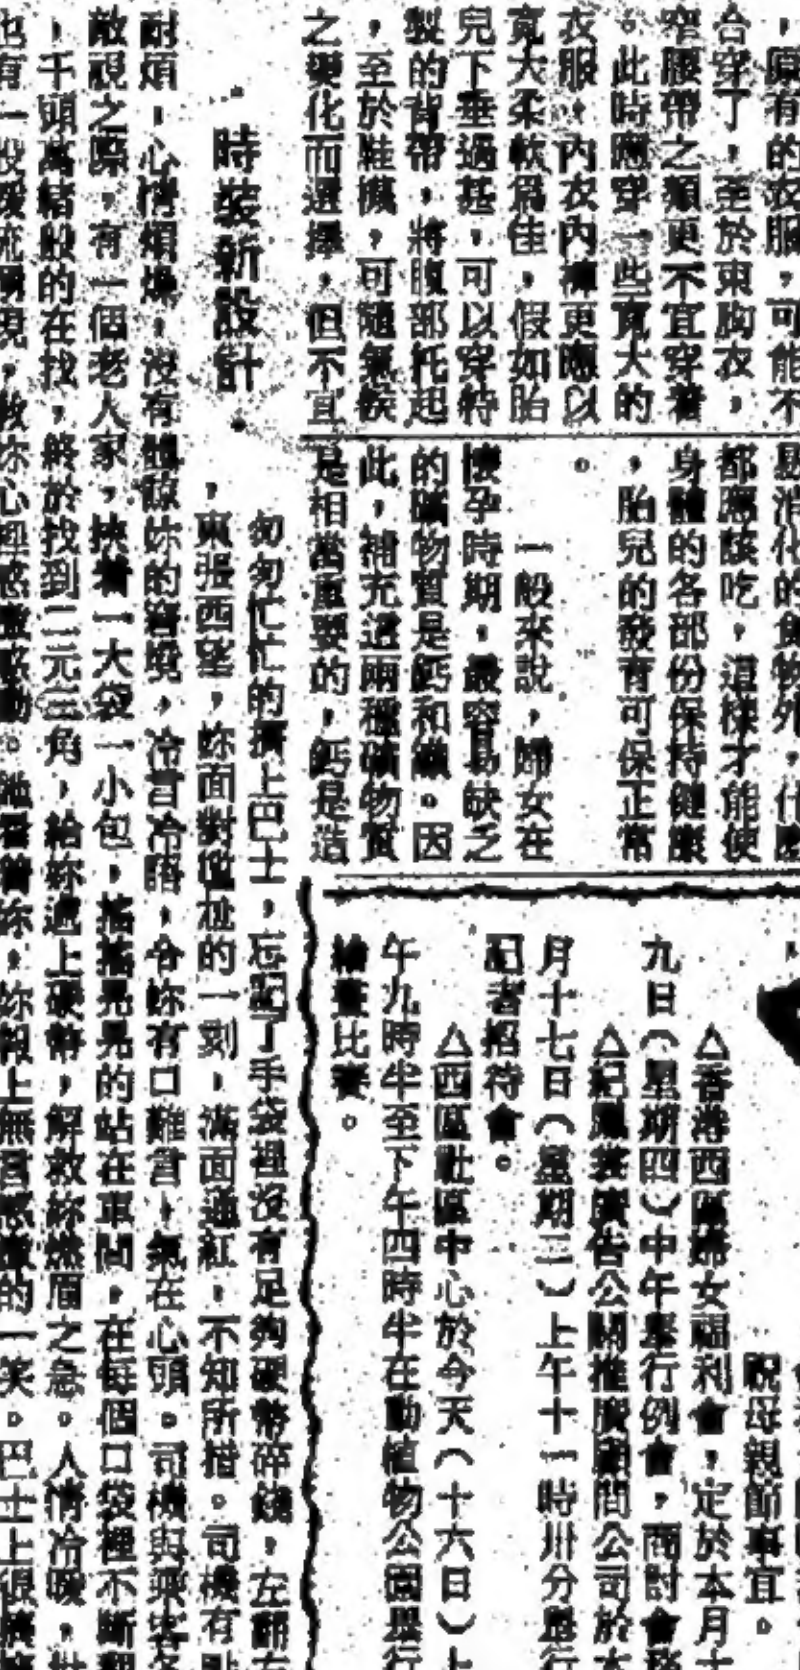 ，原有的衣服，可能不
合穿了，至於束胸衣，
窄腰帶之類更不宜穿着
。此時應穿一些寬大的
衣服，內衣內褲更應以
寬大柔軟爲佳，假如胎
兒下垂過甚，可以穿特
製的背帶，將腹部托起
，至於鞋襪，可隨氣候
之變化而選擇，但不宜
易消化的食物外，什麼
都應該吃，這樣才能使
身體的各部份保持健康
，胎兒的發育可保正常
。
一般來說，婦女在
懷孕時期，最容易缺乏
的礦物質是鈣和鐵。因
此，補充這兩種礦物質
是相當重要的，鈣是造
祝母親節事宜。
△香港西區婦女福利會，定於本月十
九日（星期四）中午舉行例會，商討會務
△紀鳳裳廣告公關推廣顧問公司於本
月十七日（星期二）上午十一時卅分舉行
記者招待會。
△西區社區中心於今天（十六日）上
午九時半至下午四時半在動植物公園舉行
繪畫比賽。
時裝新設計
匆匆忙忙的擠上巴士，忘記了手袋裡沒有足夠硬幣碎錢，左翻右
，東張西望，妳面對尷尬的一刻，滿面通紅，不知所措。司機有點
耐煩，心情煩燥，沒有體諒妳的窘境，冷言冷語，令妳有口難言，氣在心頭。司機與乘客各
敵視之際，有一個老人家，挾着一大袋一小包，搖搖晃晃的站在車間，在每個口袋裡不斷翻
，千頭萬緒般的在找，終於找到二元三角，給妳遞上硬幣，解救妳燃眉之急。人情冷暖，世
也有一股暖流湧現，教妳心裡感
着妳，妳報上無言感激的一笑。巴士上很擠